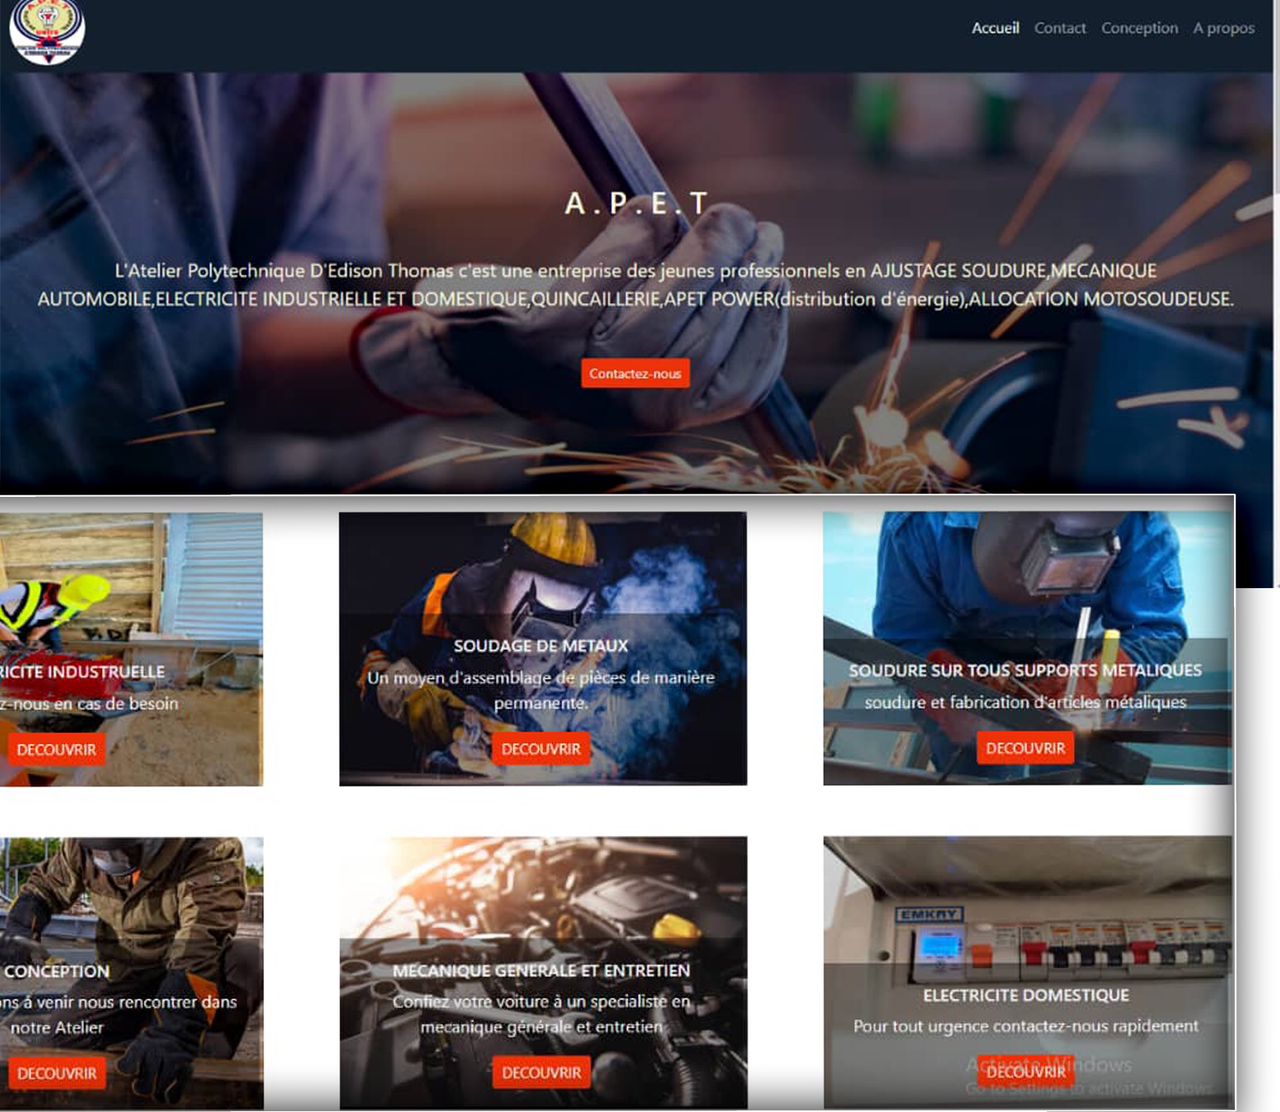 Accueil Contact Conception A propos
A.P.E.T
L'Atelier Polytechnique D'Edison Thomas c'est une entreprise des jeunes professionnels en AJUSTAGE SOUDURE,MECANIQUE
AUTOMOBILE,ELECTRICITE INDUSTRIELLE ET DOMESTIQUE,QUINCAILLERIE,APET POWER(distribution d'énergie),ALLOCATION MOTOSOUDEUSE.
Contactez-nous
RICITE INDUSTRUELLE
z-nous en cas de besoin
DECOUVRIR
SOUDAGE DE METAUX
Un moyen d'assemblage de pièces de manière
permanente.
DECOUVRIR
SOUDURE SUR TOUS SUPPORTS METALIQUES
soudure et fabrication d'articles métaliques
DECOUVRIR
CONCEPTION
ons á venir nous rencontrer dans
notre Atelier
DECOUVRIR
MECANIQUE GENERALE ET ENTRETIEN
Confiez votre voiture à un specialiste en
mecanique générale et entretien
DECOUVRIR
EMKAY
ELECTRICITE DOMESTIQUE
Pour tout urgence contactez-nous rapidement
DECOUVRIR
Activate Windows
Go to Settings to activate Windows.